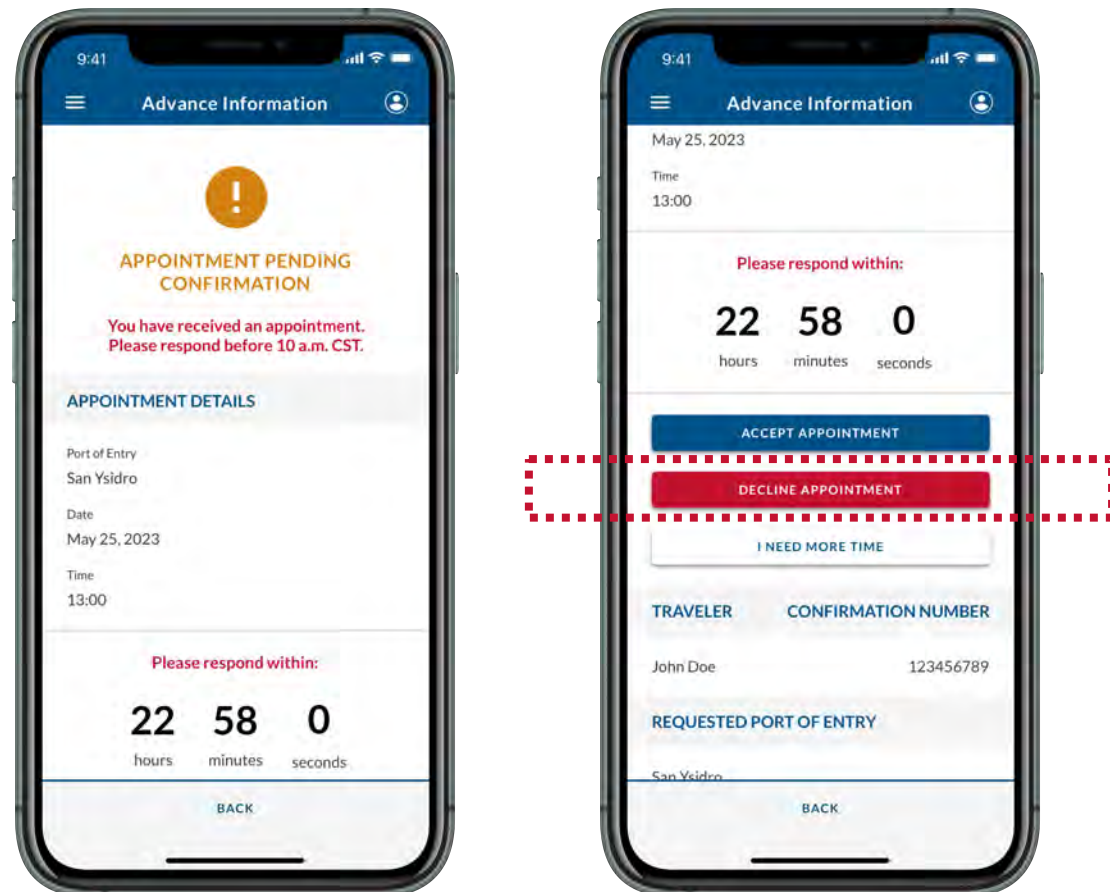 9:41
Advance Information
APPOINTMENT PENDING
CONFIRMATION
You have received an appointment.
Please respond before 10 a.m. CST.
APPOINTMENT DETAILS
Port of Entry
San Ysidro
Date
May 25, 2023
Time
13:00
Please respond within:
22 58 0
hours minutes seconds
BACK
9:41
Advance Information
May 25, 2023
Time
13:00
Please respond within:
22 58 0
hours minutes seconds
ACCEPT APPOINTMENT
DECLINE APPOINTMENT
I NEED MORE TIME
TRAVELER CONFIRMATION NUMBER
John Doe 123456789
REQUESTED PORT OF ENTRY
San Ysidro
BACK